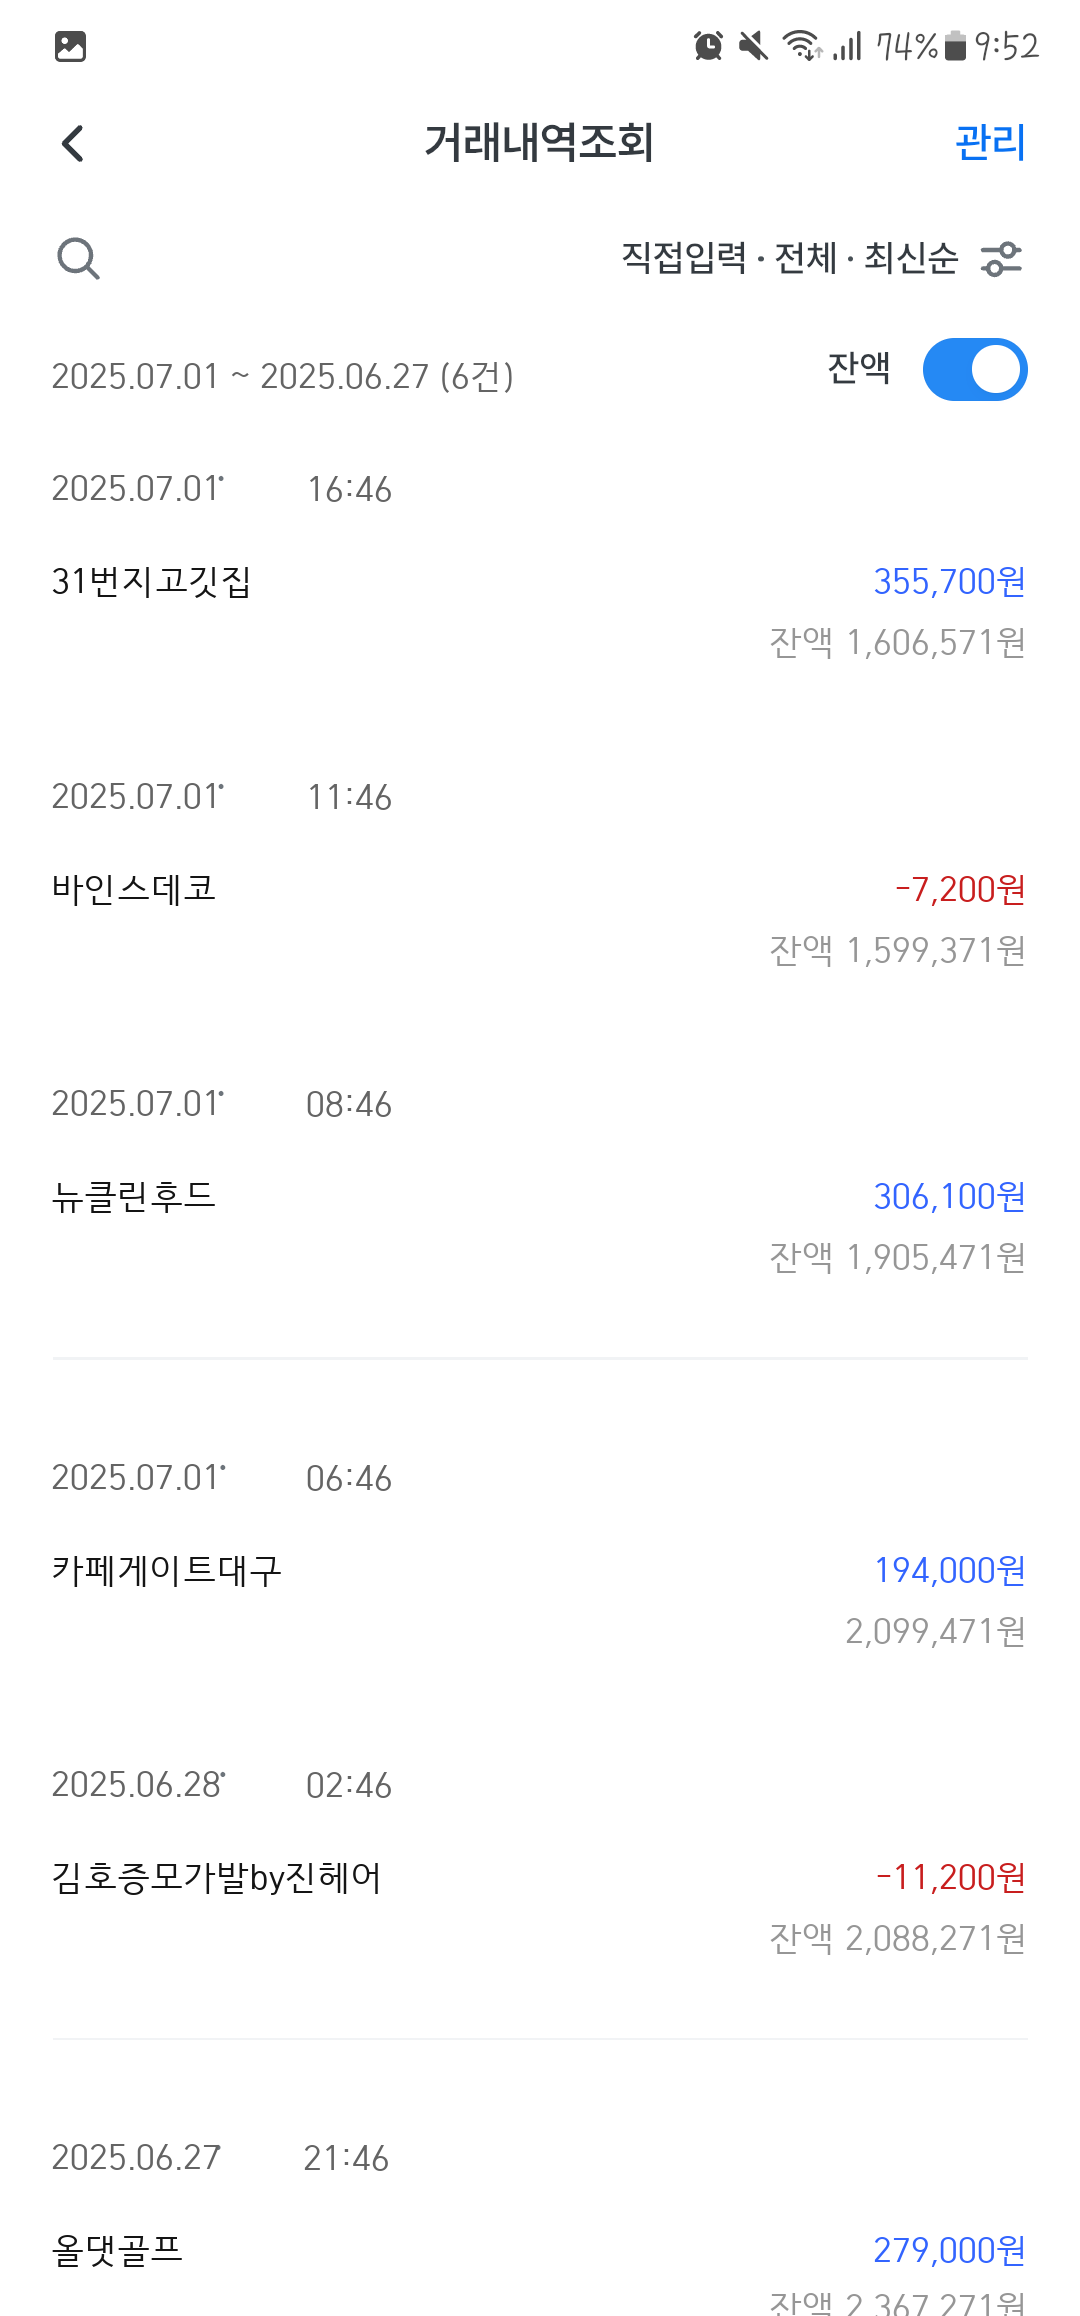 74% 9:52
거래내역조회 관리
직접입력 · 전체 · 최신순
2025.07.01 ~ 2025.06.27 (6건) 잔액
2025.07.01· 16:46
31번지고깃집 355,700원
잔액 1,606,571원
2025.07.01· 11:46
바인스데코 -7,200원
잔액 1,599,371원
2025.07.01· 08:46
뉴클린후드 306,100원
잔액 1,905,471원
2025.07.01· 06:46
카페게이트대구 194,000원
2,099,471원
2025.06.28· 02:46
김호증모가발by진헤어 -11,200원
잔액 2,088,271원
2025.06.27· 21:46
올댓골프 279,000원
잔액 2,367,271원